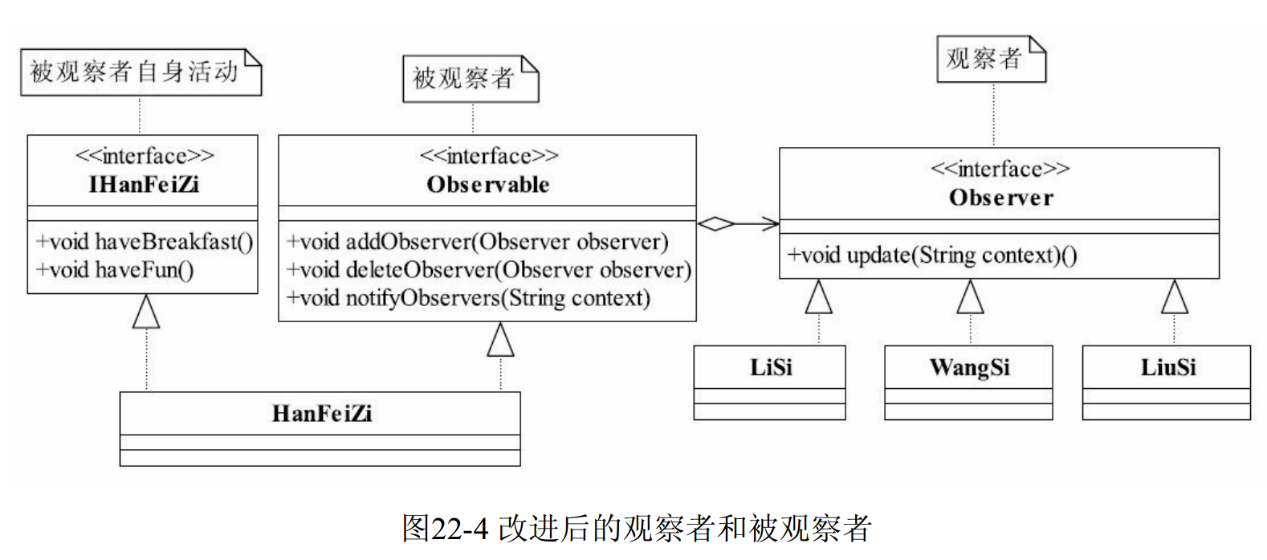 被观察者自身活动
被观察者
观察者
<<interface>>
IHanFeiZi
+void haveBreakfast()
+void haveFun()
<<interface>>
Observable
+void addObserver(Observer observer)
+void deleteObserver(Observer observer)
+void notifyObservers(String context)
<<interface>>
Observer
+void update(String context)()
HanFeiZi
LiSi
WangSi
LiuSi
图22-4 改进后的观察者和被观察者